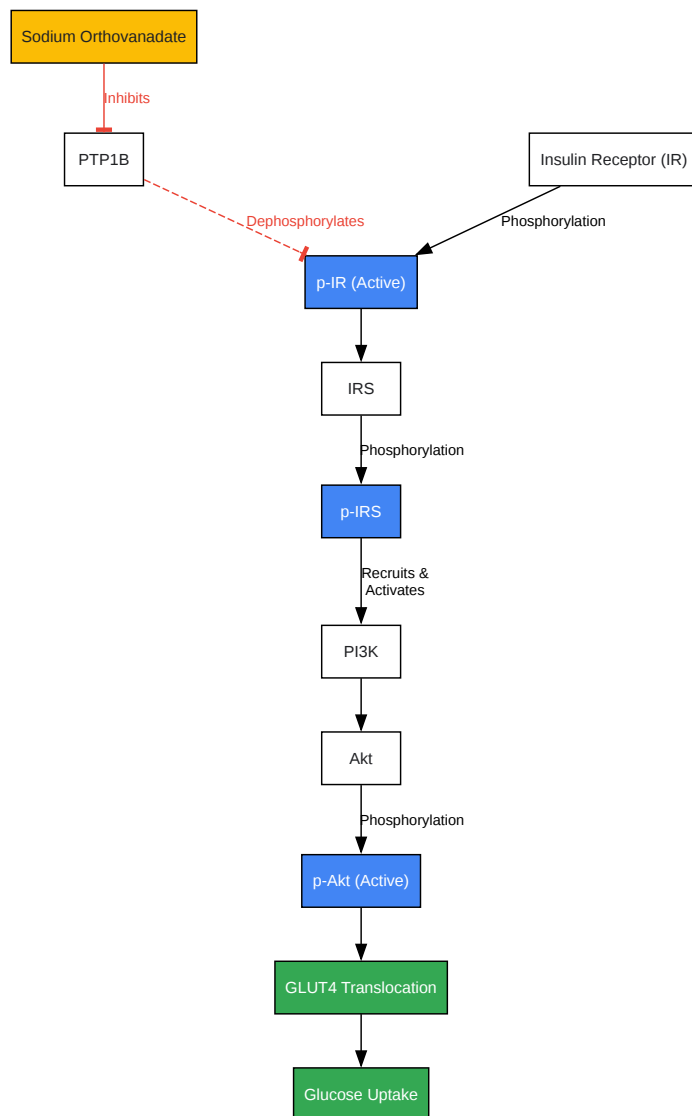 Sodium Orthovanadate
Inhibits
PTP1B
Insulin Receptor (IR)
Dephosphorylates
Phosphorylation
p-IR (Active)
IRS
Phosphorylation
p-IRS
Recruits &
Activates
PI3K
Akt
Phosphorylation
p-Akt (Active)
GLUT4 Translocation
Glucose Uptake